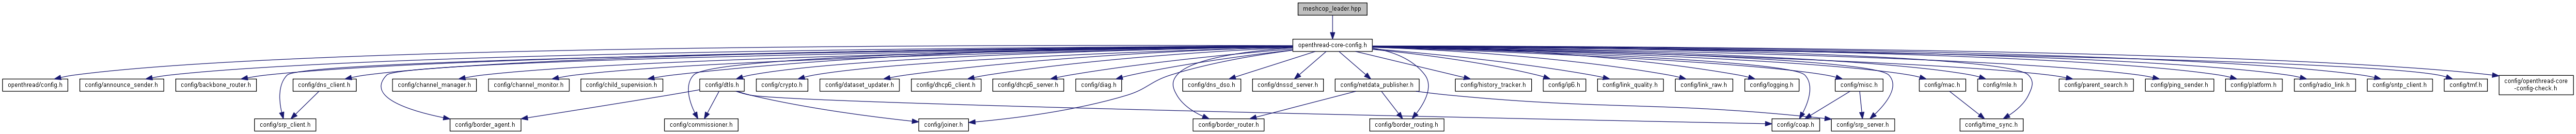 meshcop_leader.hpp
openthread-core-config.h
openthread/config.h
config/announce_sender.h
config/backbone_router.h
config/dns_client.h
config/channel_manager.h
config/channel_monitor.h
config/child_supervision.h
config/dtls.h
config/crypto.h
config/dataset_updater.h
config/dhcp6_client.h
config/dhcp6_server.h
config/diag.h
config/dns_dso.h
config/dnssd_server.h
config/netdata_publisher.h
config/history_tracker.h
config/ip6.h
config/link_quality.h
config/link_raw.h
config/logging.h
config/misc.h
config/mac.h
config/mle.h
config/parent_search.h
config/ping_sender.h
config/platform.h
config/radio_link.h
config/sntp_client.h
config/tmf.h
config/openthread-core
-config-check.h
config/srp_client.h
config/border_agent.h
config/commissioner.h
config/joiner.h
config/border_router.h
config/border_routing.h
config/coap.h
config/srp_server.h
config/time_sync.h